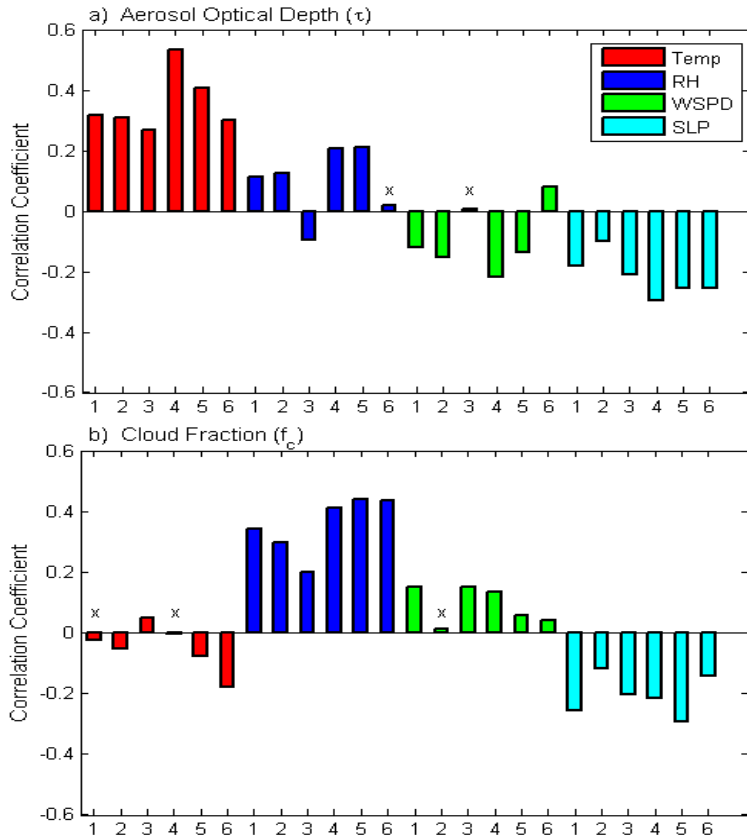 a) Aerosol Optical Depth (τ)
Correlation Coefficient
0.6
0.4
0.2
0
-0.2
-0.4
-0.6
Temp
RH
WSPD
SLP
x x
1 2 3 4 5 6 1 2 3 4 5 6 1 2 3 4 5 6 1 2 3 4 5 6
b) Cloud Fraction (f_c)
Correlation Coefficient
0.6
0.4
0.2
0
-0.2
-0.4
-0.6
x x x
1 2 3 4 5 6 1 2 3 4 5 6 1 2 3 4 5 6 1 2 3 4 5 6